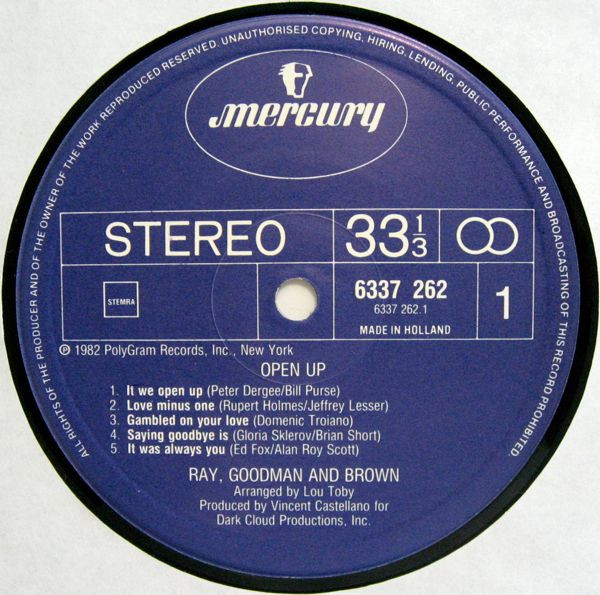 ALL RIGHTS OF THE PRODUCER AND OF THE OWNER OF THE WORK REPRODUCED RESERVED. UNAUTHORISED COPYING, HIRING, LENDING, PUBLIC PERFORMANCE AND BROADCASTING OF THIS RECORD PROHIBITED.
mercury
STEREO 33 1/3
STEMRA
6337 262
6337 262.1
MADE IN HOLLAND
1
℗ 1982 PolyGram Records, Inc., New York
OPEN UP
1. It we open up (Peter Dergee/Bill Purse)
2. Love minus one (Rupert Holmes/Jeffrey Lesser)
3. Gambled on your love (Domenic Troiano)
4. Saying goodbye is (Gloria Sklerov/Brian Short)
5 It was always you (Ed Fox/Alan Roy Scott)
RAY, GOODMAN AND BROWN
Arranged by Lou Toby
Produced by Vincent Castellano for
Dark Cloud Productions, Inc.